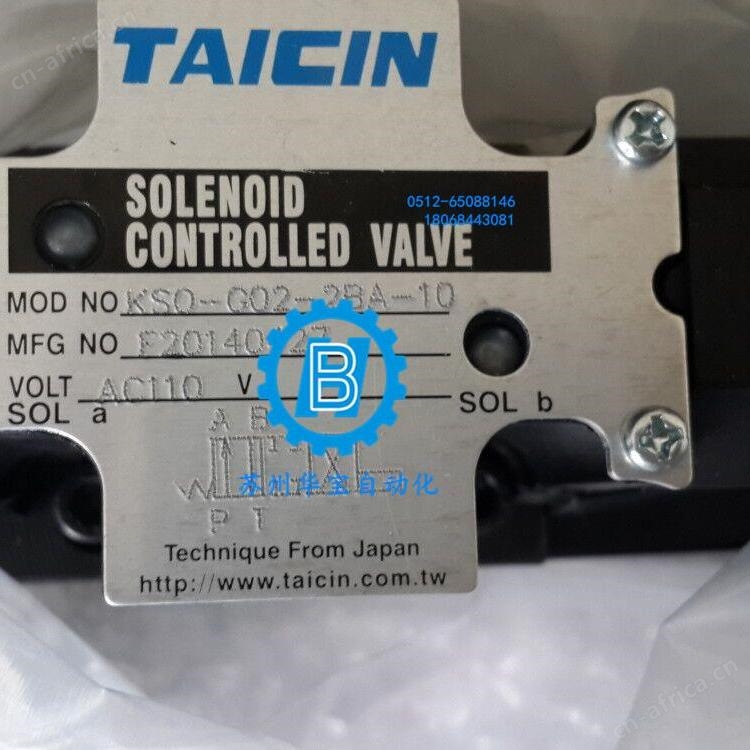 TAICIN
SOLENOID
CONTROLLED VALVE
0512-65088146
18068443081
MOD NO KSO-G02-2BA-10
MFG NO F20140 27
VOLT AC110 V
SOL a
SOL b
A B
B
苏州华宝自动化
P T
Technique From Japan
http://www.taicin.com.tw
cn-africa.cn
cn-africa.cn